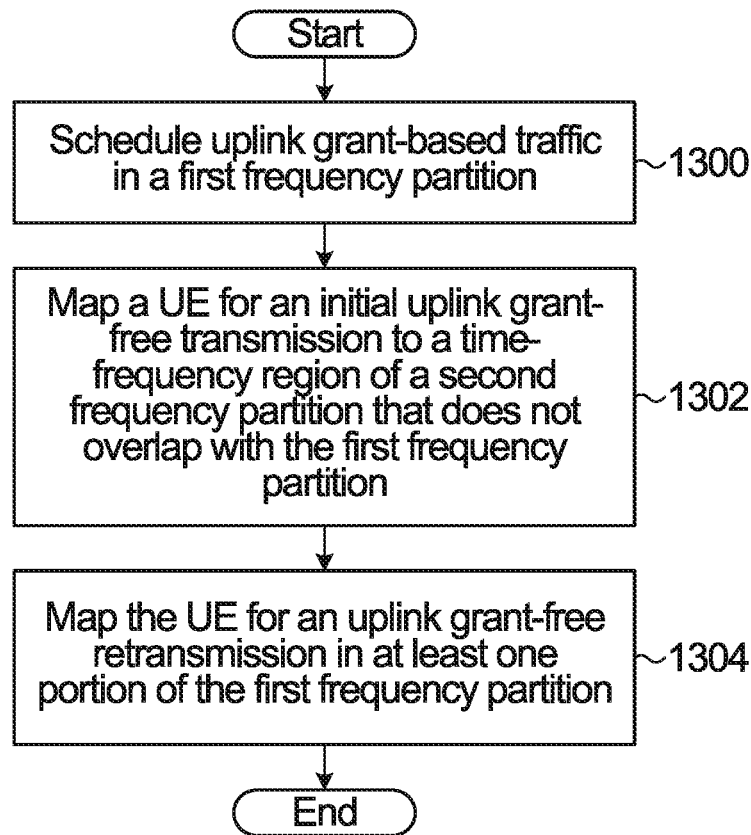 Start
Schedule uplink grant-based traffic
in a first frequency partition
1300
Map a UE for an initial uplink grant-
free transmission to a time-
frequency region of a second
frequency partition that does not
overlap with the first frequency
partition
1302
Map the UE for an uplink grant-free
retransmission in at least one
portion of the first frequency partition
1304
End